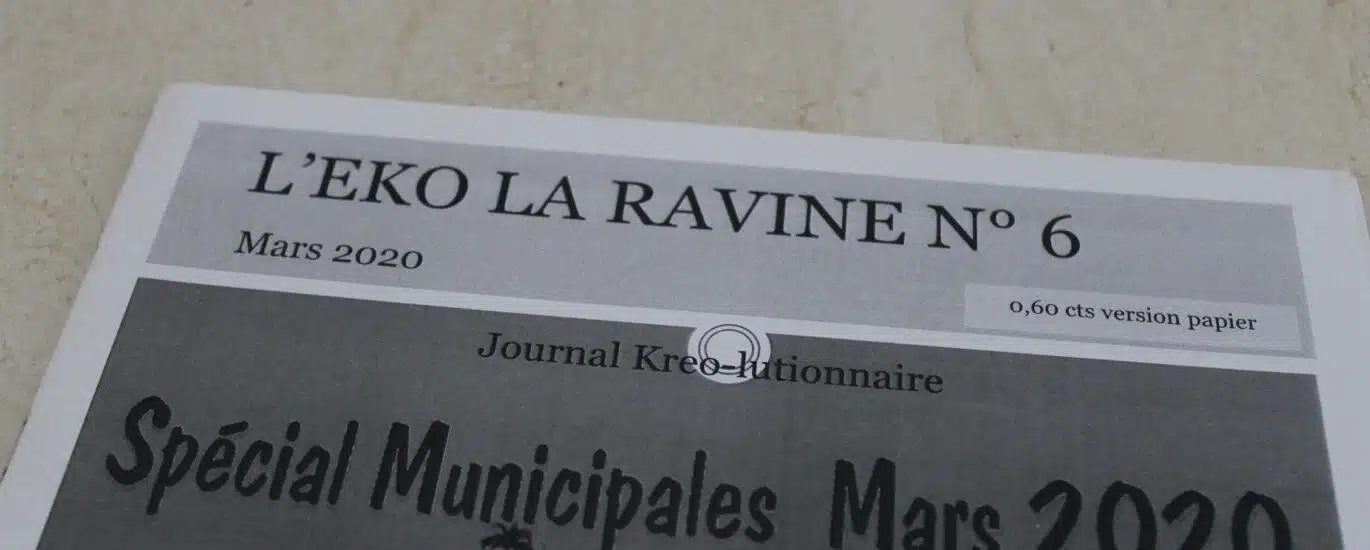 L'EKO LA RAVINE N° 6
Mars 2020
0,60 cts version papier
Journal Kreo-lutionnaire
Spécial Municipales Mars 2020